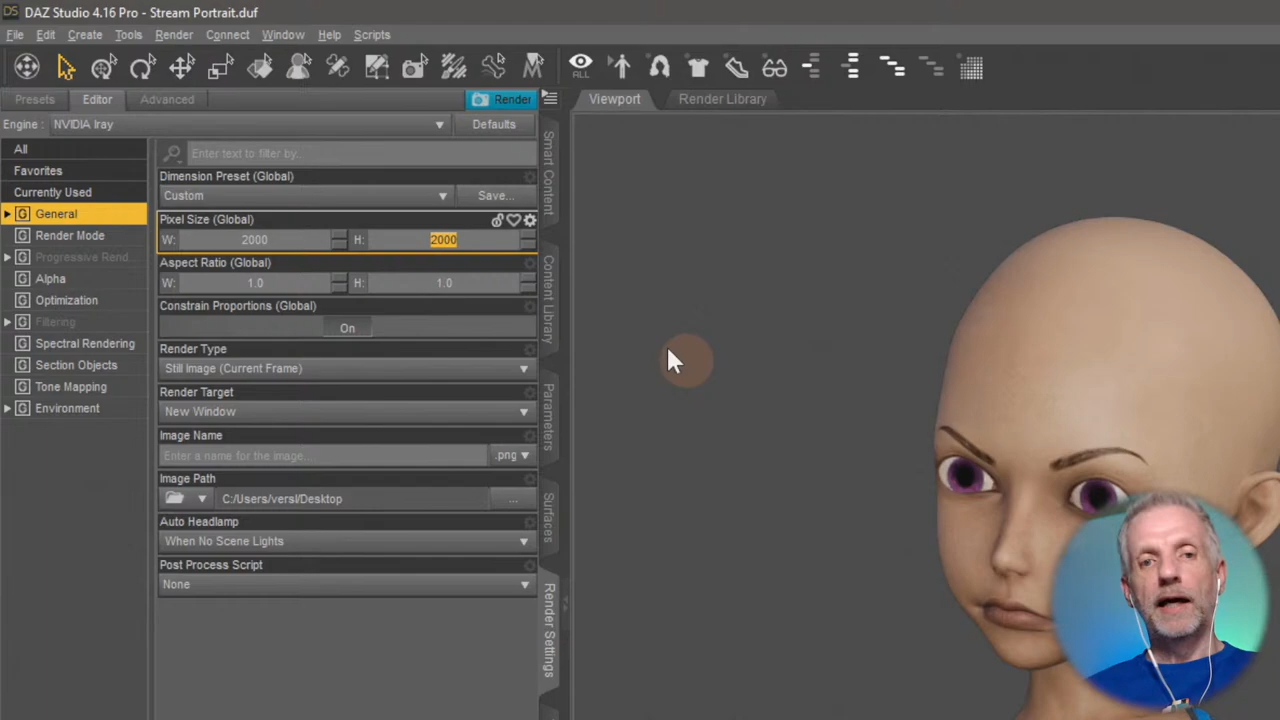 DS DAZ Studio 4.16 Pro - Stream Portrait.duf
File Edit Create Tools Render Connect Window Help Scripts
ALL
Presets Editor Advanced Render Viewport Render Library
Engine : NVIDIA Iray Defaults
All
Favorites
Currently Used
G General
G Render Mode
G Progressive Rend...
G Alpha
G Optimization
G Filtering
G Spectral Rendering
G Section Objects
G Tone Mapping
G Environment
Enter text to filter by...
Dimension Preset (Global)
Custom Save...
Pixel Size (Global)
W: 2000 H: 2000
Aspect Ratio (Global)
W: 1.0 H: 1.0
Constrain Proportions (Global)
On
Render Type
Still Image (Current Frame)
Render Target
New Window
Image Name
Enter a name for the image... .png
Image Path
C:/Users/versl/Desktop ...
Auto Headlamp
When No Scene Lights
Post Process Script
None
Smart Content
Content Library
Parameters
Surfaces
Render Settings